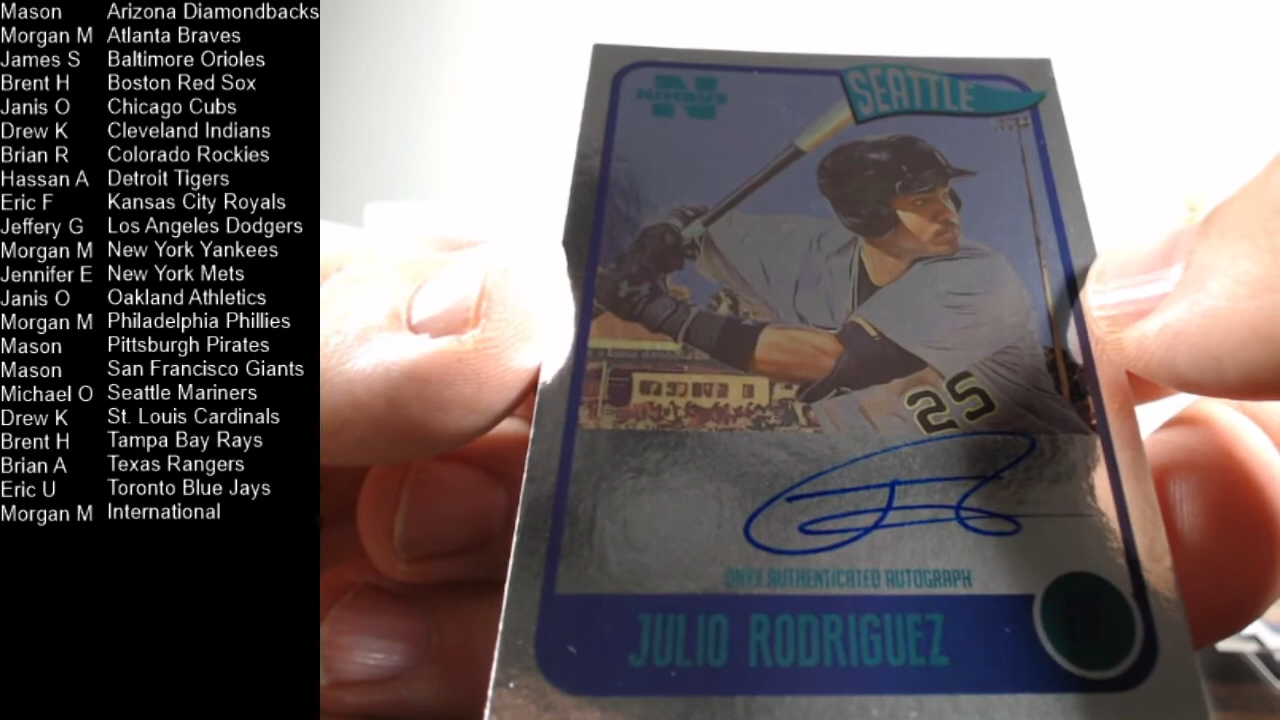 Mason Arizona Diamondbacks
Morgan M Atlanta Braves
James S Baltimore Orioles
Brent H Boston Red Sox
Janis O Chicago Cubs
Drew K Cleveland Indians
Brian R Colorado Rockies
Hassan A Detroit Tigers
Eric F Kansas City Royals
Jeffery G Los Angeles Dodgers
Morgan M New York Yankees
Jennifer E New York Mets
Janis O Oakland Athletics
Morgan M Philadelphia Phillies
Mason Pittsburgh Pirates
Mason San Francisco Giants
Michael O Seattle Mariners
Drew K St. Louis Cardinals
Brent H Tampa Bay Rays
Brian A Texas Rangers
Eric U Toronto Blue Jays
Morgan M International
N
NIMBUS
SEATTLE
25
ONYX AUTHENTICATED AUTOGRAPH
JULIO RODRIGUEZ